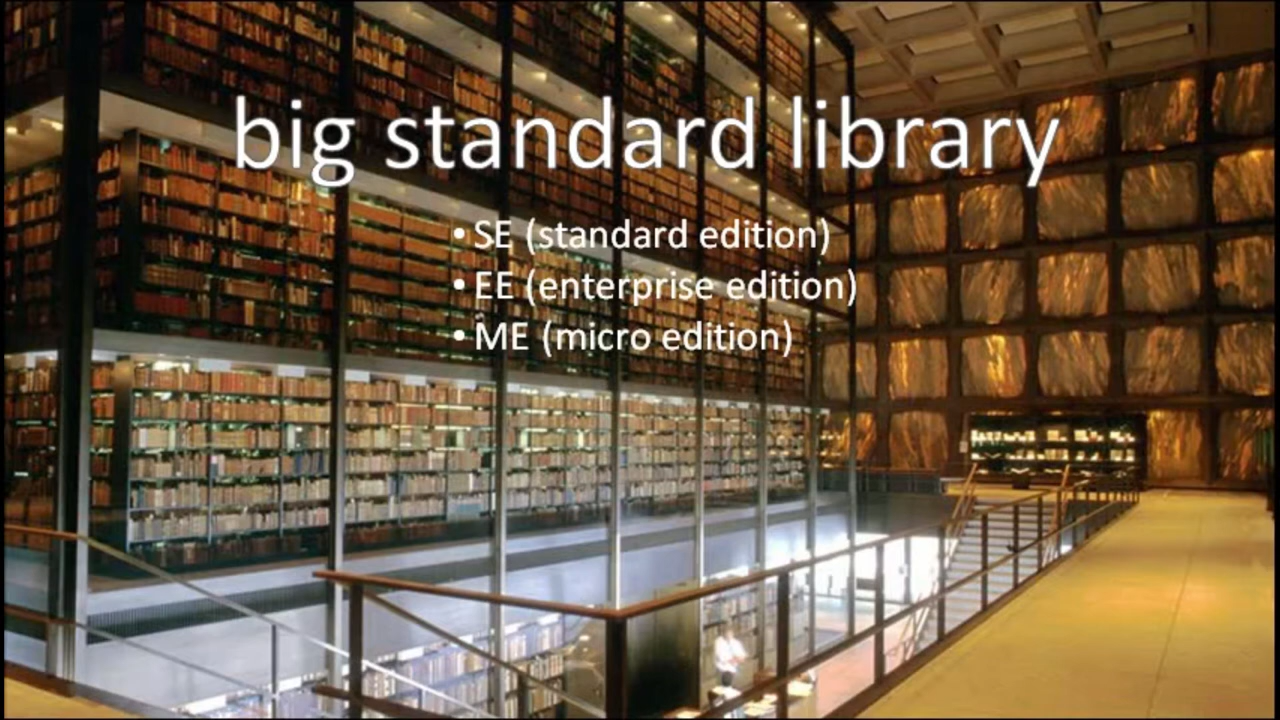 big standard library
• SE (standard edition)
• EE (enterprise edition)
• ME (micro edition)